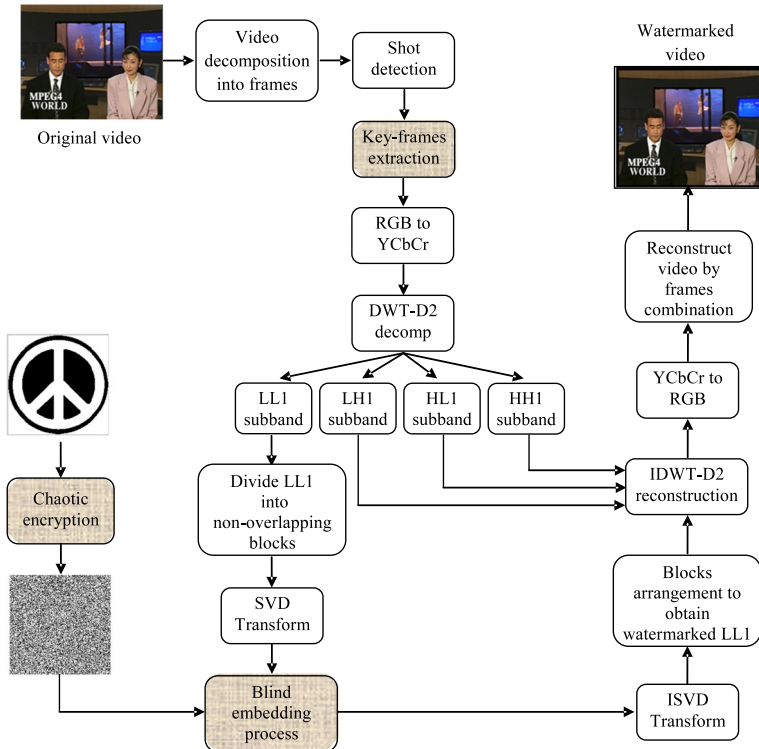 Original video
MPEG4
WORLD
Video
decomposition
into frames
Shot
detection
Key-frames
extraction
RGB to
YCbCr
DWT-D2
decomp
LL1
subband
LH1
subband
HL1
subband
HH1
subband
Divide LL1
into
non-overlapping
blocks
SVD
Transform
Chaotic
encryption
Blind
embedding
process
ISVD
Transform
Blocks
arrangement to
obtain
watermarked LL1
IDWT-D2
reconstruction
YCbCr to
RGB
Reconstruct
video by
frames
combination
Watermarked
video
MPEG4
WORLD